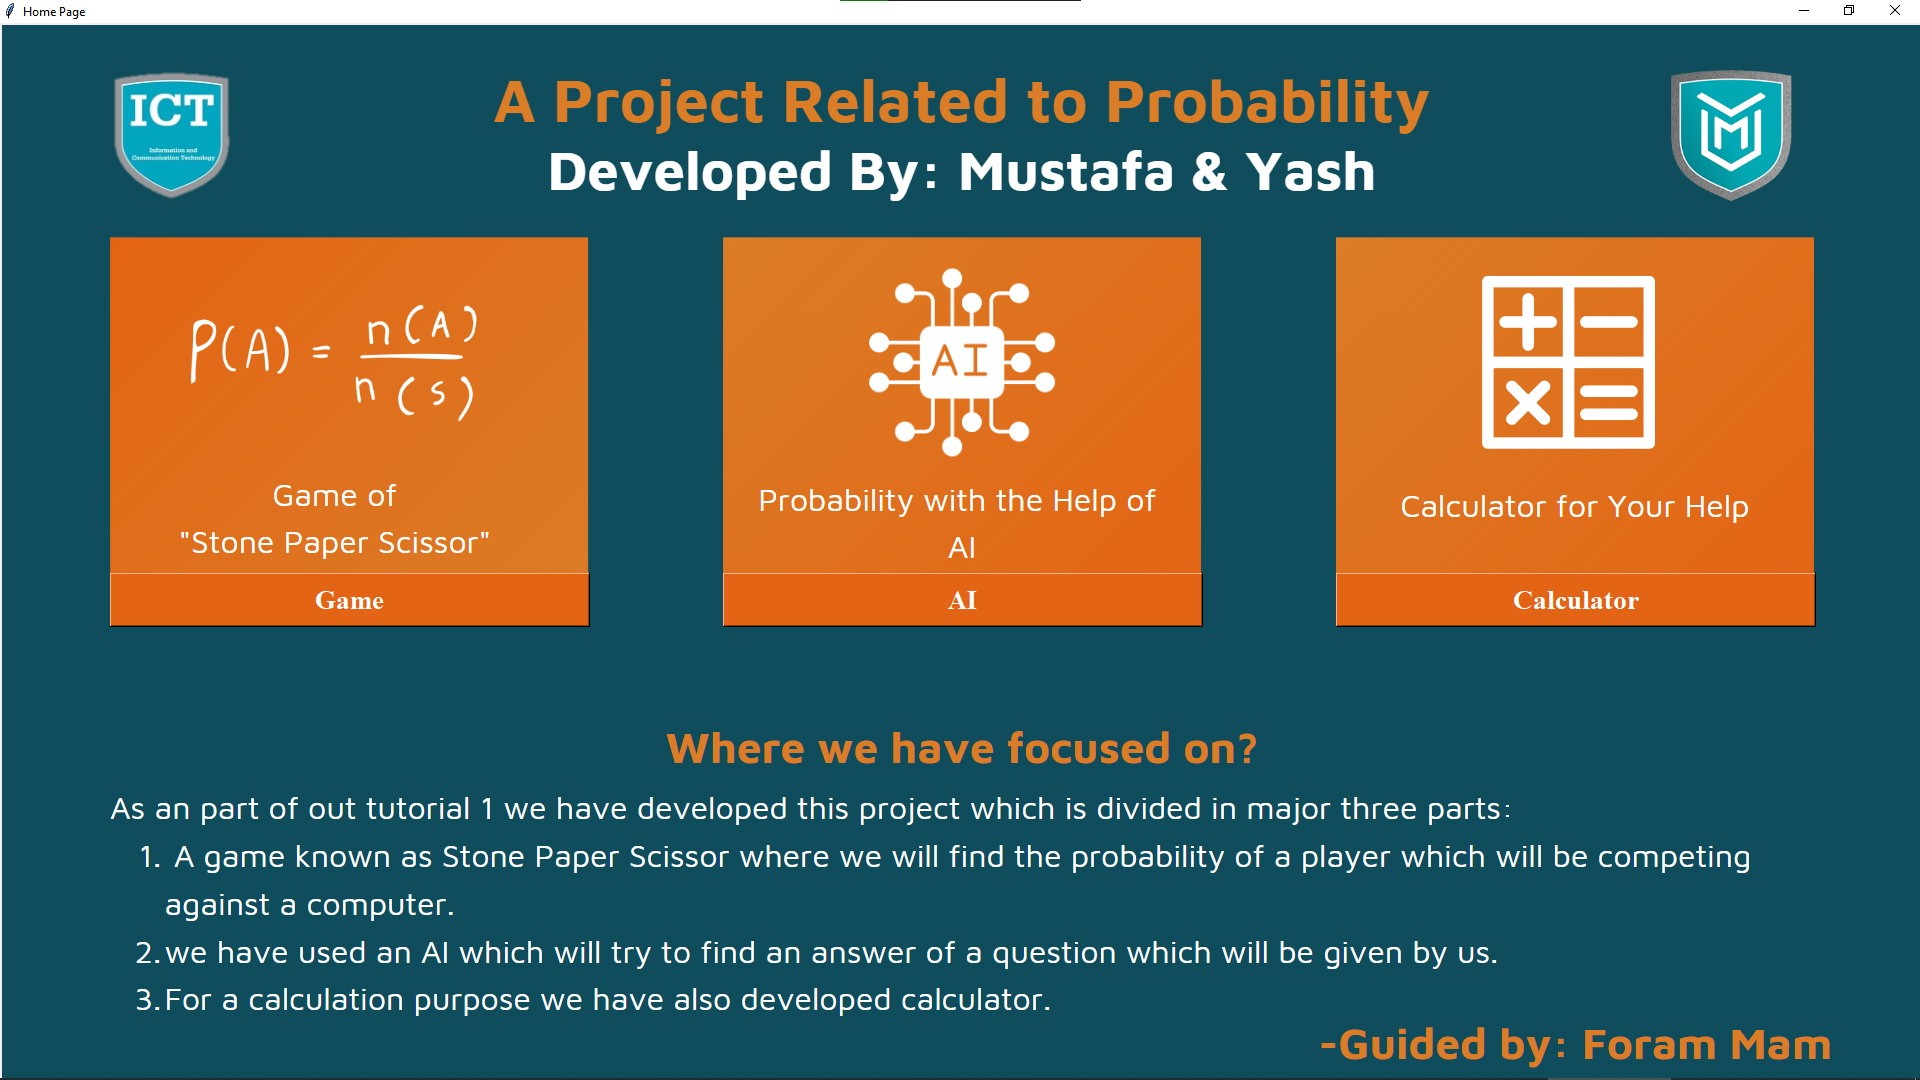 Home Page
ICT
Information and
Communication Technology
A Project Related to Probability
Developed By: Mustafa & Yash
P(A) = n(A)
n(s)
Game of
"Stone Paper Scissor"
Game
AI
Probability with the Help of
AI
AI
Calculator for Your Help
Calculator
Where we have focused on?
As an part of out tutorial 1 we have developed this project which is divided in major three parts:
1. A game known as Stone Paper Scissor where we will find the probability of a player which will be competing
against a computer.
2.we have used an AI which will try to find an answer of a question which will be given by us.
3.For a calculation purpose we have also developed calculator.
-Guided by: Foram Mam